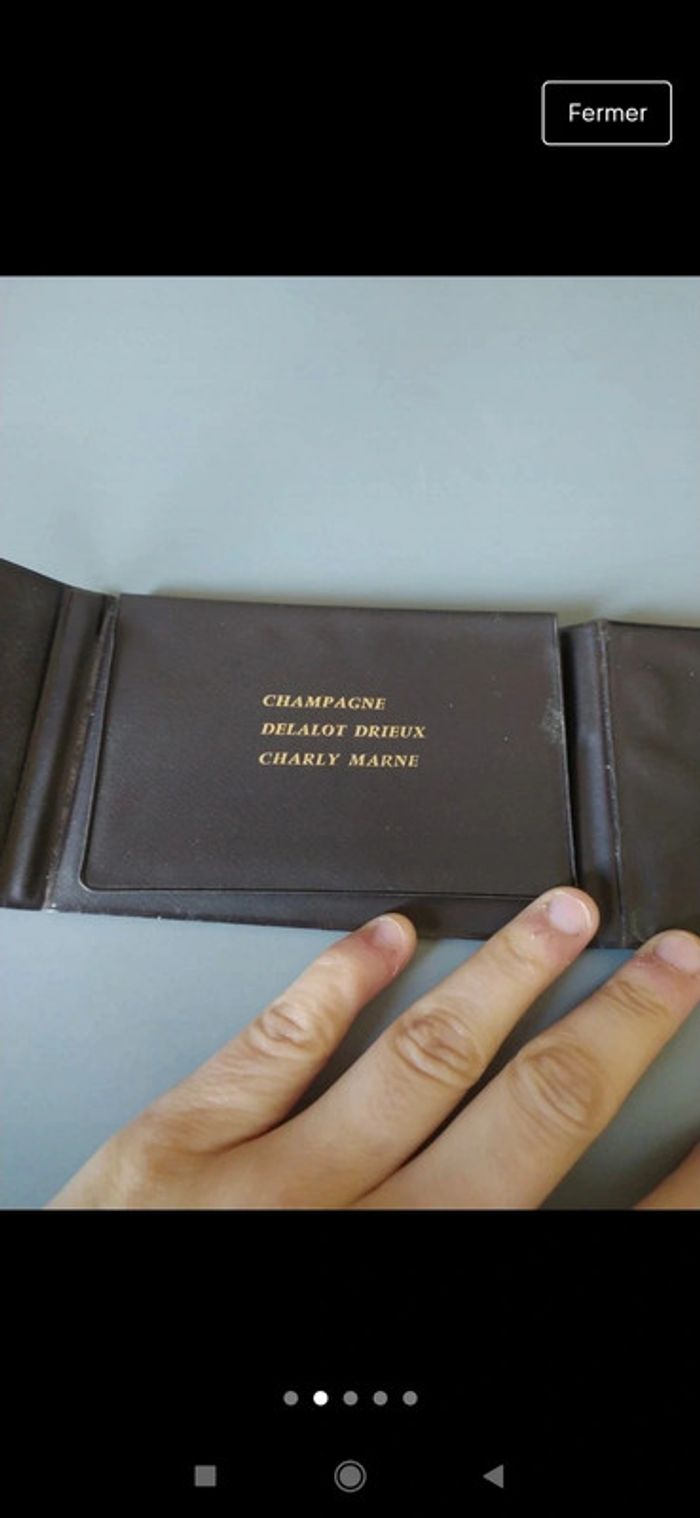 Fermer
CHAMPAGNE
DELALOT DRIEUX
CHARLY MARNE